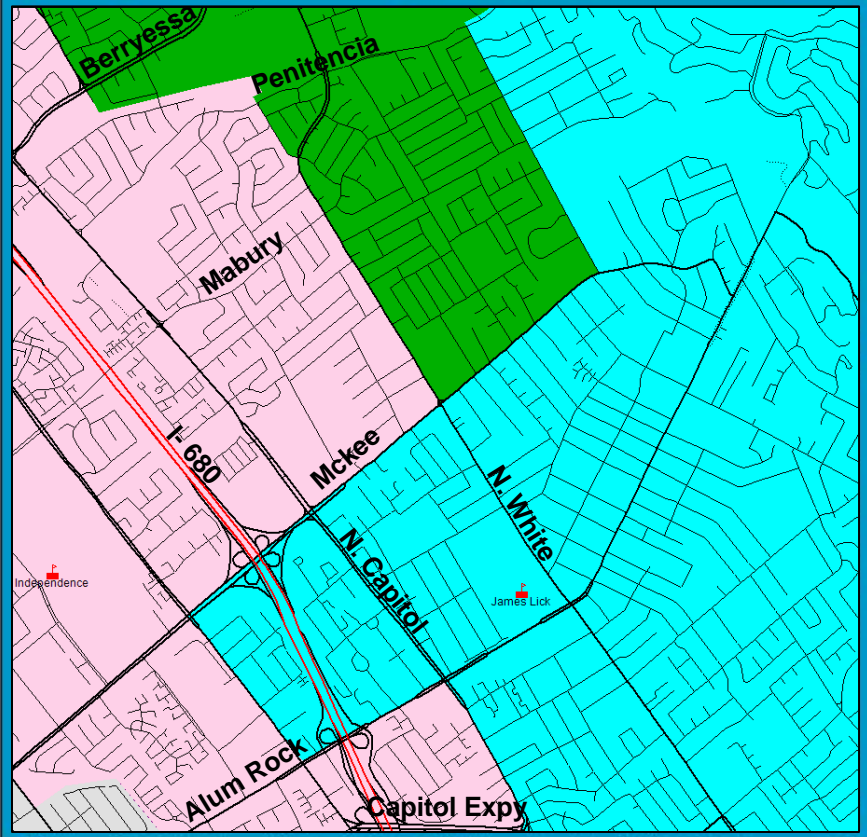 Berryessa
Penitencia
Mabury
I- 680
Mckee
N. White
N. Capitol
Independence
James Lick
Alum Rock
Capitol Expy